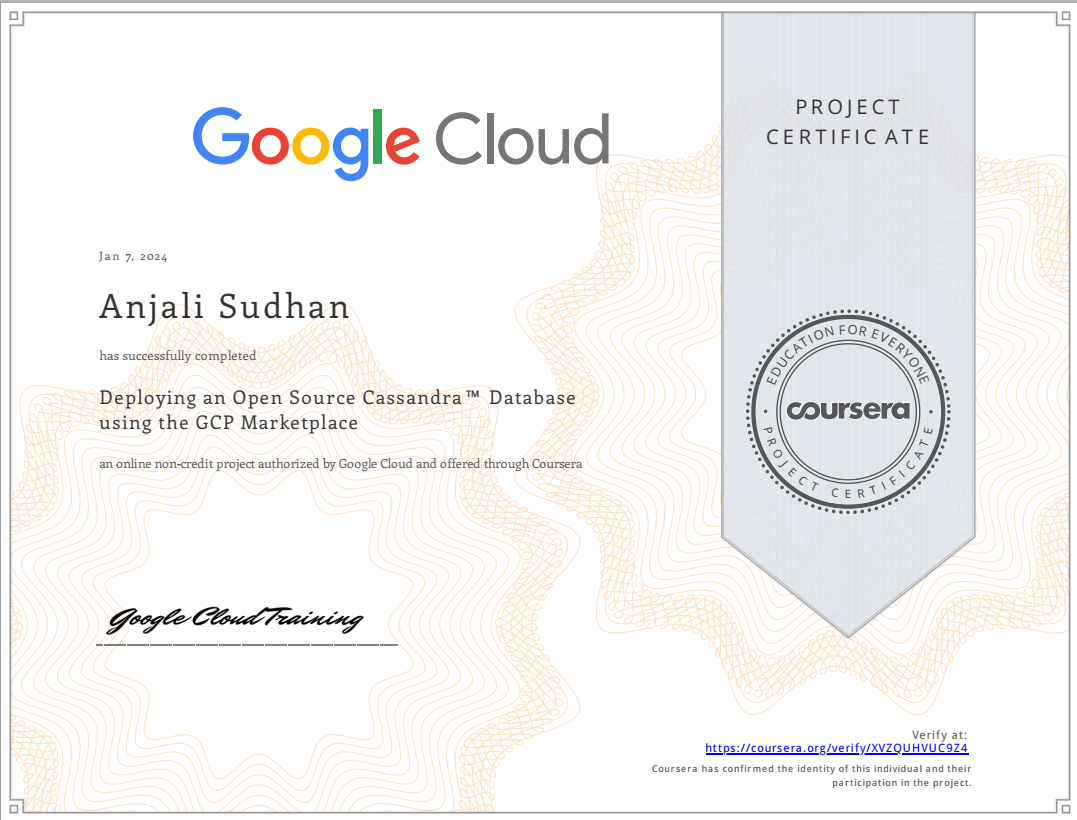 Google Cloud
PROJECT
CERTIFICATE
Jan 7, 2024
Anjali Sudhan
has successfully completed
Deploying an Open Source Cassandra™ Database
using the GCP Marketplace
an online non-credit project authorized by Google Cloud and offered through Coursera
EDUCATION FOR EVERYONE
coursera
PROJECT CERTIFICATE
Google Cloud Training
Verify at:
https://coursera.org/verify/XVZQUHVUC9Z4
Coursera has confirmed the identity of this individual and their
participation in the project.